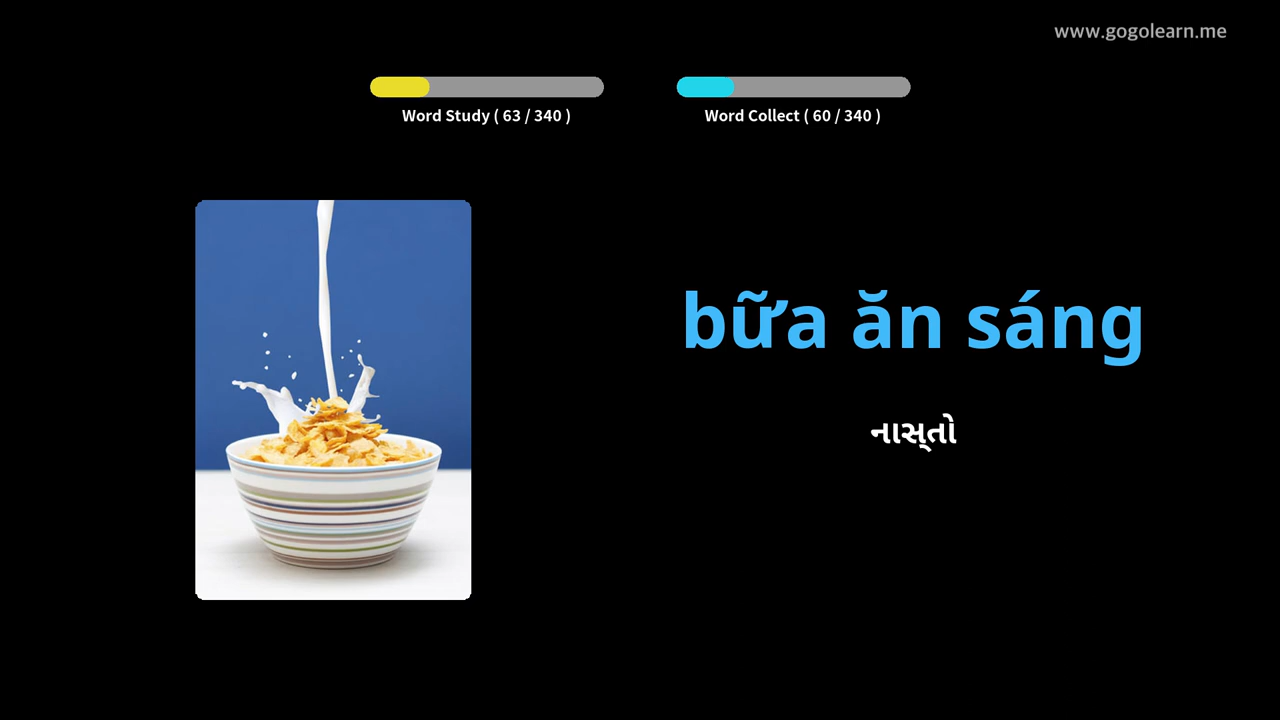 www.gogolearn.me
Word Study ( 63 / 340 )
Word Collect ( 60 / 340 )
bữa ăn sáng
નાસ્તો